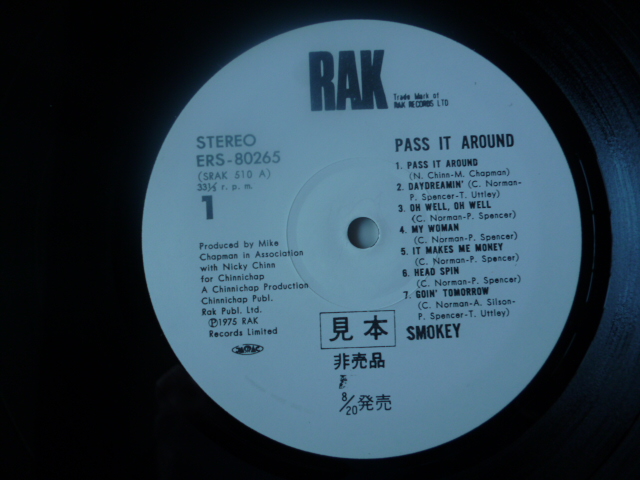 RAK
Trade Mark of
RAK RECORDS LTD
STEREO
ERS-80265
(SRAK 510 A)
33⅓ r. p. m.
1
PASS IT AROUND
1. PASS IT AROUND
(N. Chinn-M. Chapman)
2. DAYDREAMIN' (C. Norman-
P. Spencer-T. Uttley)
3. OH WELL, OH WELL
(C. Norman-P. Spencer)
4. MY WOMAN
(C. Norman-P. Spencer)
5. IT MAKES ME MONEY
(C. Norman-P. Spencer)
6. HEAD SPIN
(C. Norman-P. Spencer)
7. GOIN' TOMORROW
(C. Norman-A. Silson-
P. Spencer-T. Uttley)
Produced by Mike
Chapman in Association
with Nicky Chinn
for Chinnichap
A Chinnichap Production
Chinnichap Publ.
Rak Publ. Ltd.
Ⓟ1975 RAK
Records Limited
見本
SMOKEY
非売品
8/20発売